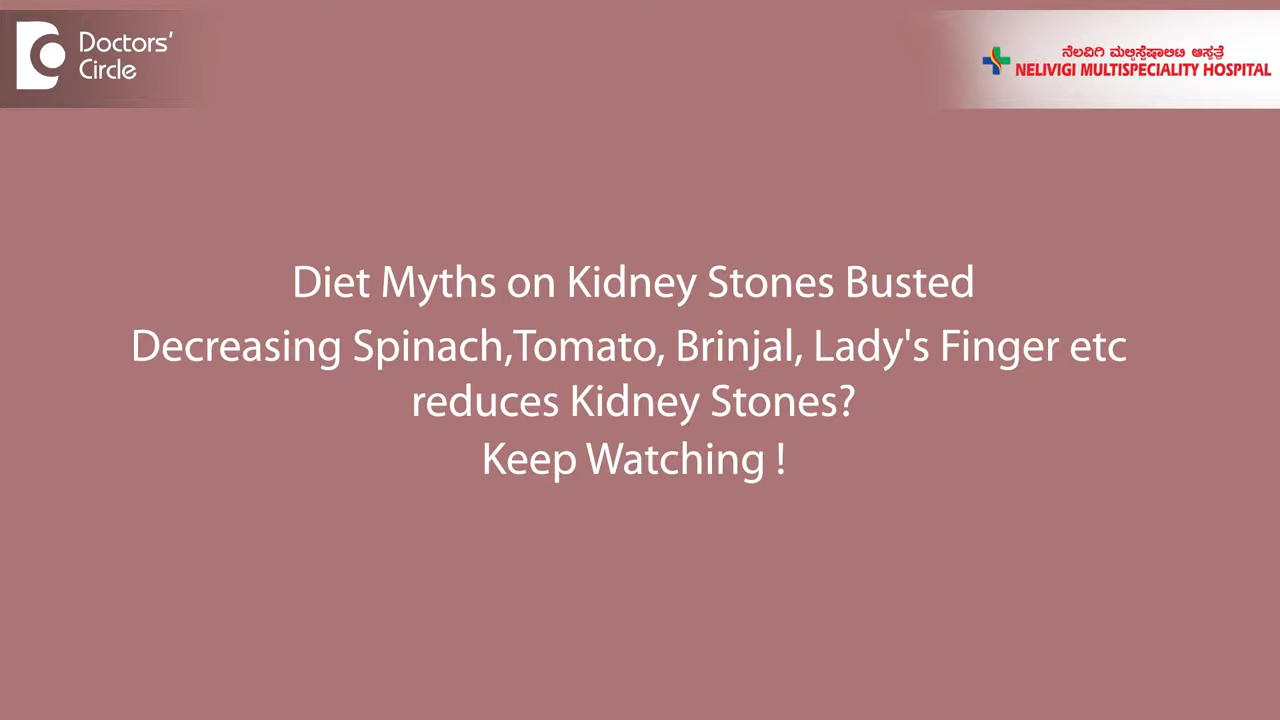 Doctors'
Circle
ನೆಲವಿಗಿ ಮಲ್ಟಿಸ್ಪೆಷಾಲಿಟಿ ಆಸ್ಪತ್ರೆ
NELIVIGI MULTISPECIALITY HOSPITAL
Diet Myths on Kidney Stones Busted
Decreasing Spinach,Tomato, Brinjal, Lady's Finger etc
reduces Kidney Stones?
Keep Watching !